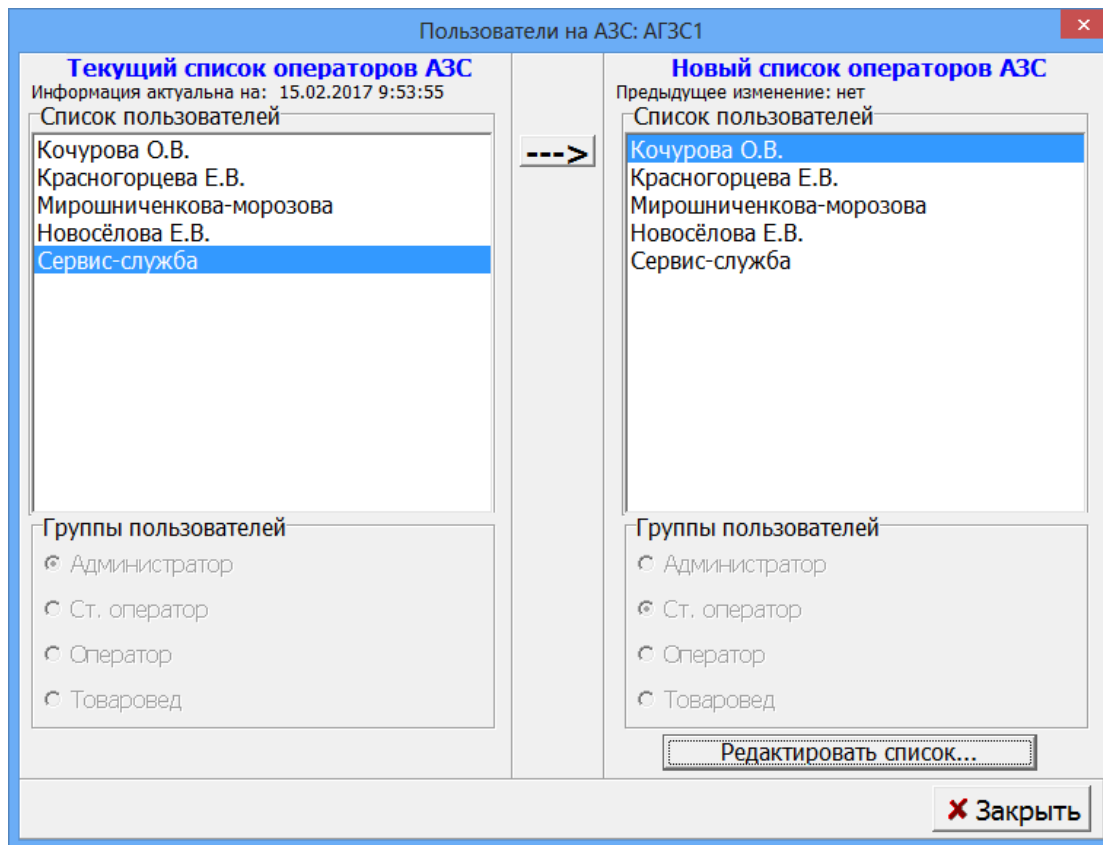 Пользователи на АЗС: АГЗС1
Текущий список операторов АЗС
Информация актуальна на: 15.02.2017 9:53:55
Список пользователей
Кочурова О.В.
Красногорцева Е.В.
Мирошниченкова-морозова
Новосёлова Е.В.
Сервис-служба
Группы пользователей
Администратор
Ст. оператор
Оператор
Товаровед
--->
Новый список операторов АЗС
Предыдущее изменение: нет
Список пользователей
Кочурова О.В.
Красногорцева Е.В.
Мирошниченкова-морозова
Новосёлова Е.В.
Сервис-служба
Группы пользователей
Администратор
Ст. оператор
Оператор
Товаровед
Редактировать список...
Закрыть